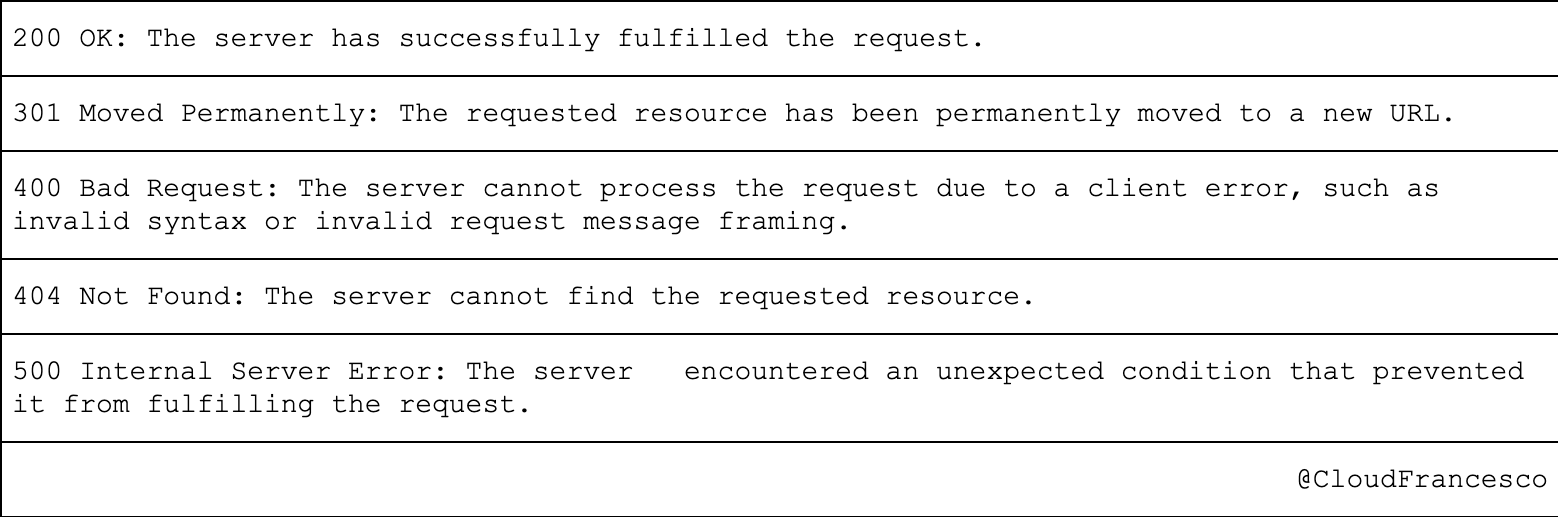 200 OK: The server has successfully fulfilled the request.
301 Moved Permanently: The requested resource has been permanently moved to a new URL.
400 Bad Request: The server cannot process the request due to a client error, such as
invalid syntax or invalid request message framing.
404 Not Found: The server cannot find the requested resource.
500 Internal Server Error: The server   encountered an unexpected condition that prevented
it from fulfilling the request.
@CloudFrancesco